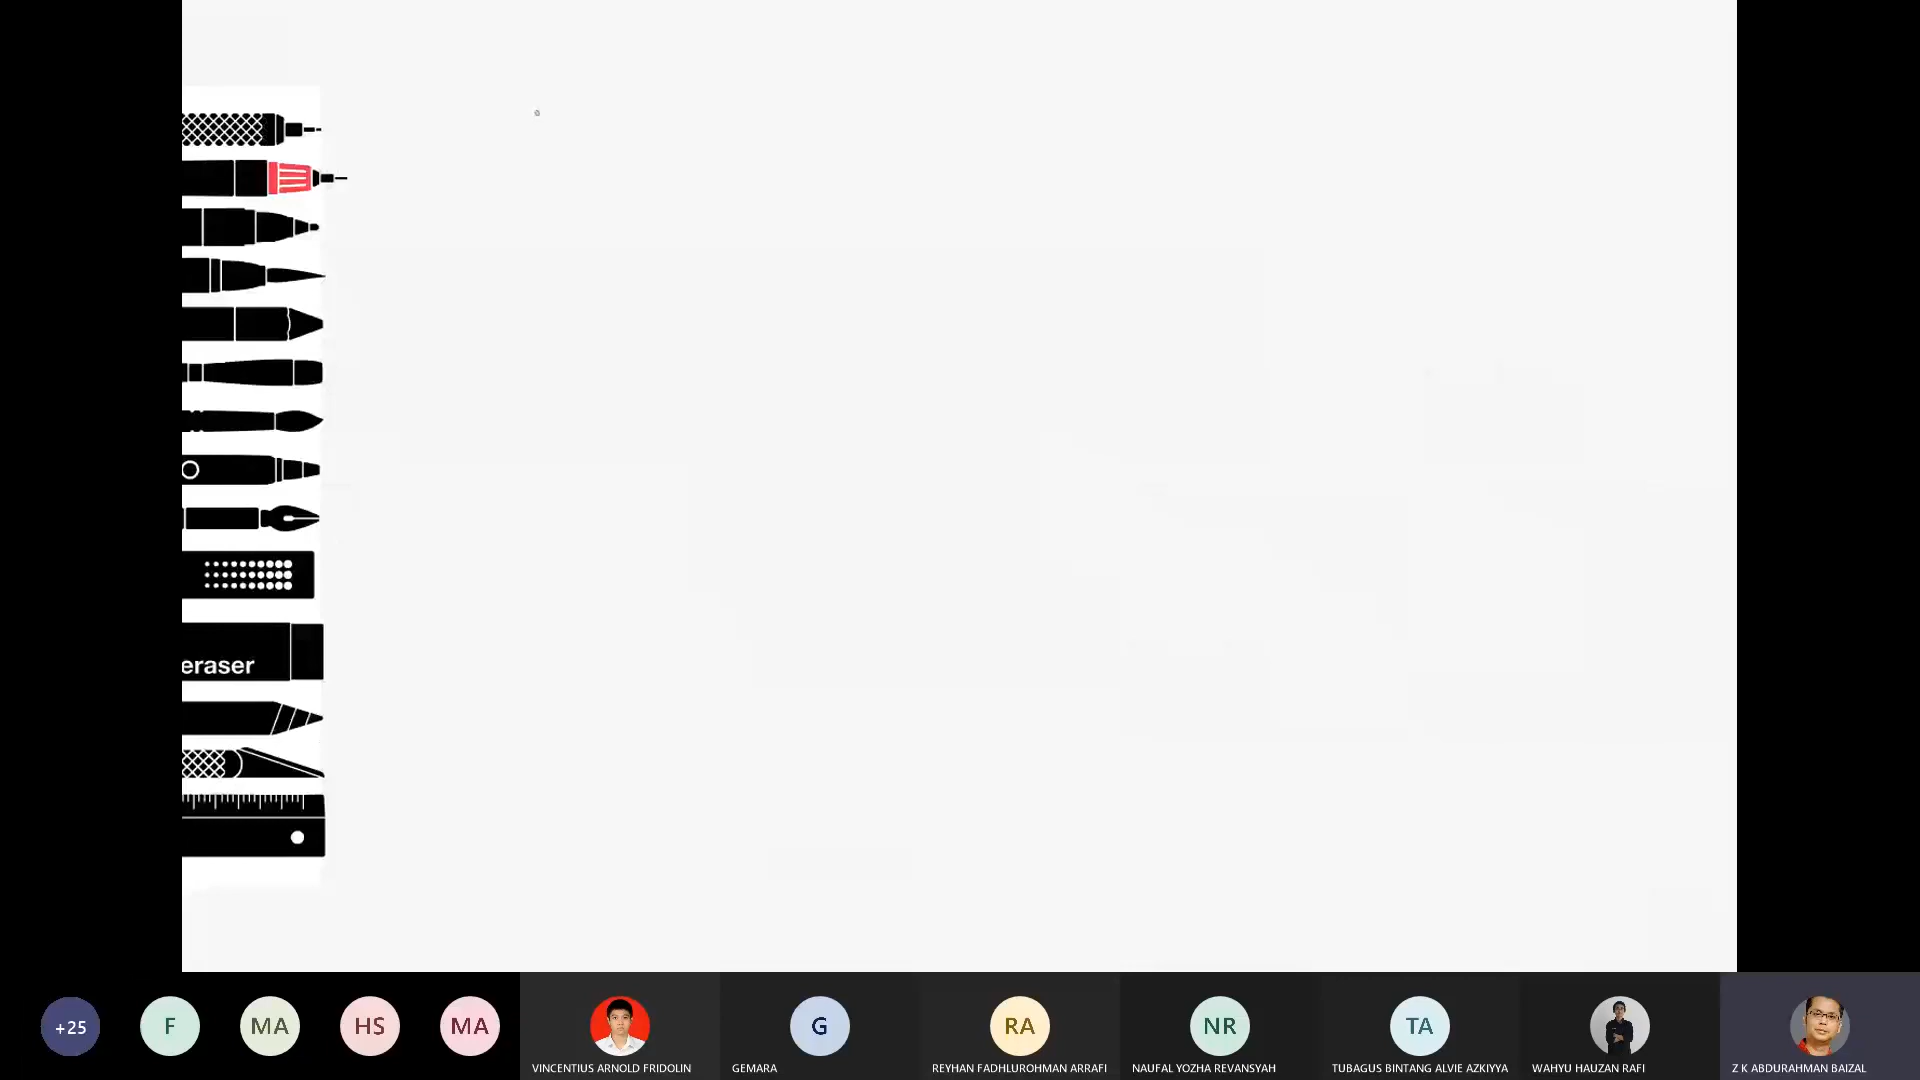 eraser
+25
F
MA
HS
MA
G
RA
NR
TA
VINCENTIUS ARNOLD FRIDOLIN
GEMARA
REYHAN FADHLUROHMAN ARRAFI
NAUFAL YOZHA REVANSYAH
TUBAGUS BINTANG ALVIE AZKIYYA
WAHYU HAUZAN RAFI
Z K ABDURAHMAN BAIZAL